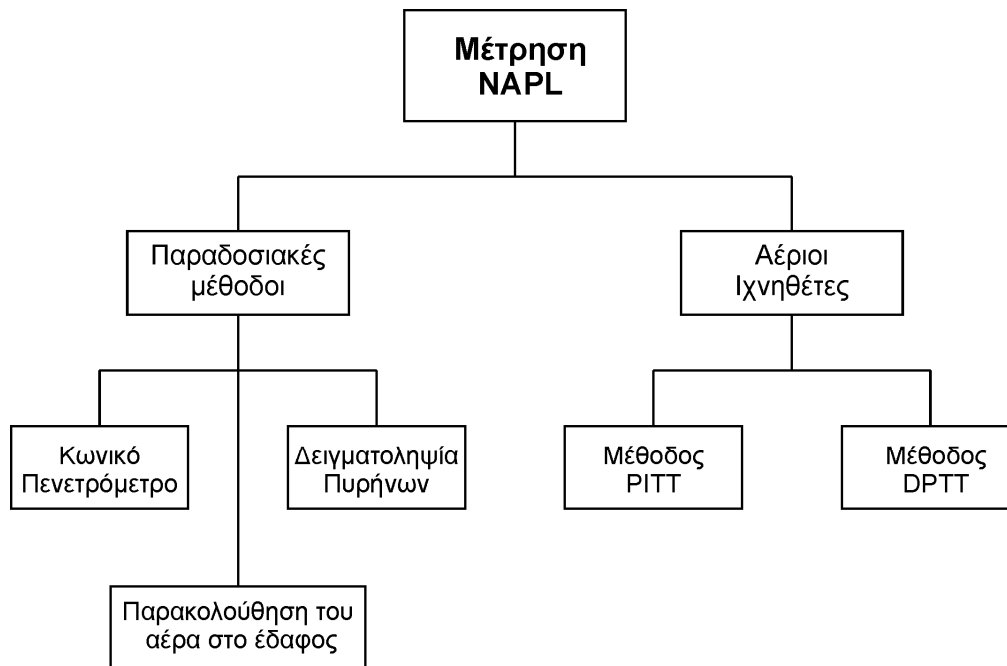 Μέτρηση
NAPL
Παραδοσιακές
μέθοδοι
Αέριοι
Ιχνηθέτες
Κωνικό
Πενετρόμετρο
Δειγματοληψία
Πυρήνων
Μέθοδος
PITT
Μέθοδος
DPTT
Παρακολούθηση του
αέρα στο έδαφος